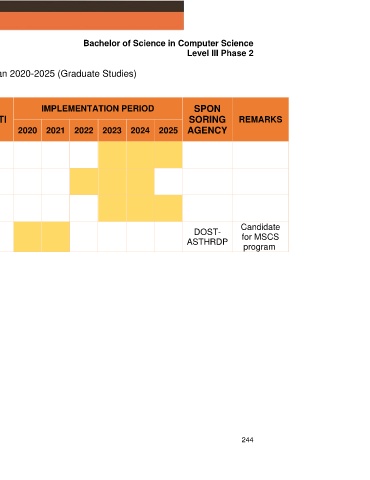 Bachelor of Science in Computer Science
Level III Phase 2
an 2020-2025 (Graduate Studies)
TI
IMPLEMENTATION PERIOD
SPON
SORING
AGENCY
REMARKS
2020 2021 2022 2023 2024 2025
DOST-
ASTHRDP
Candidate
for MSCS
program
244